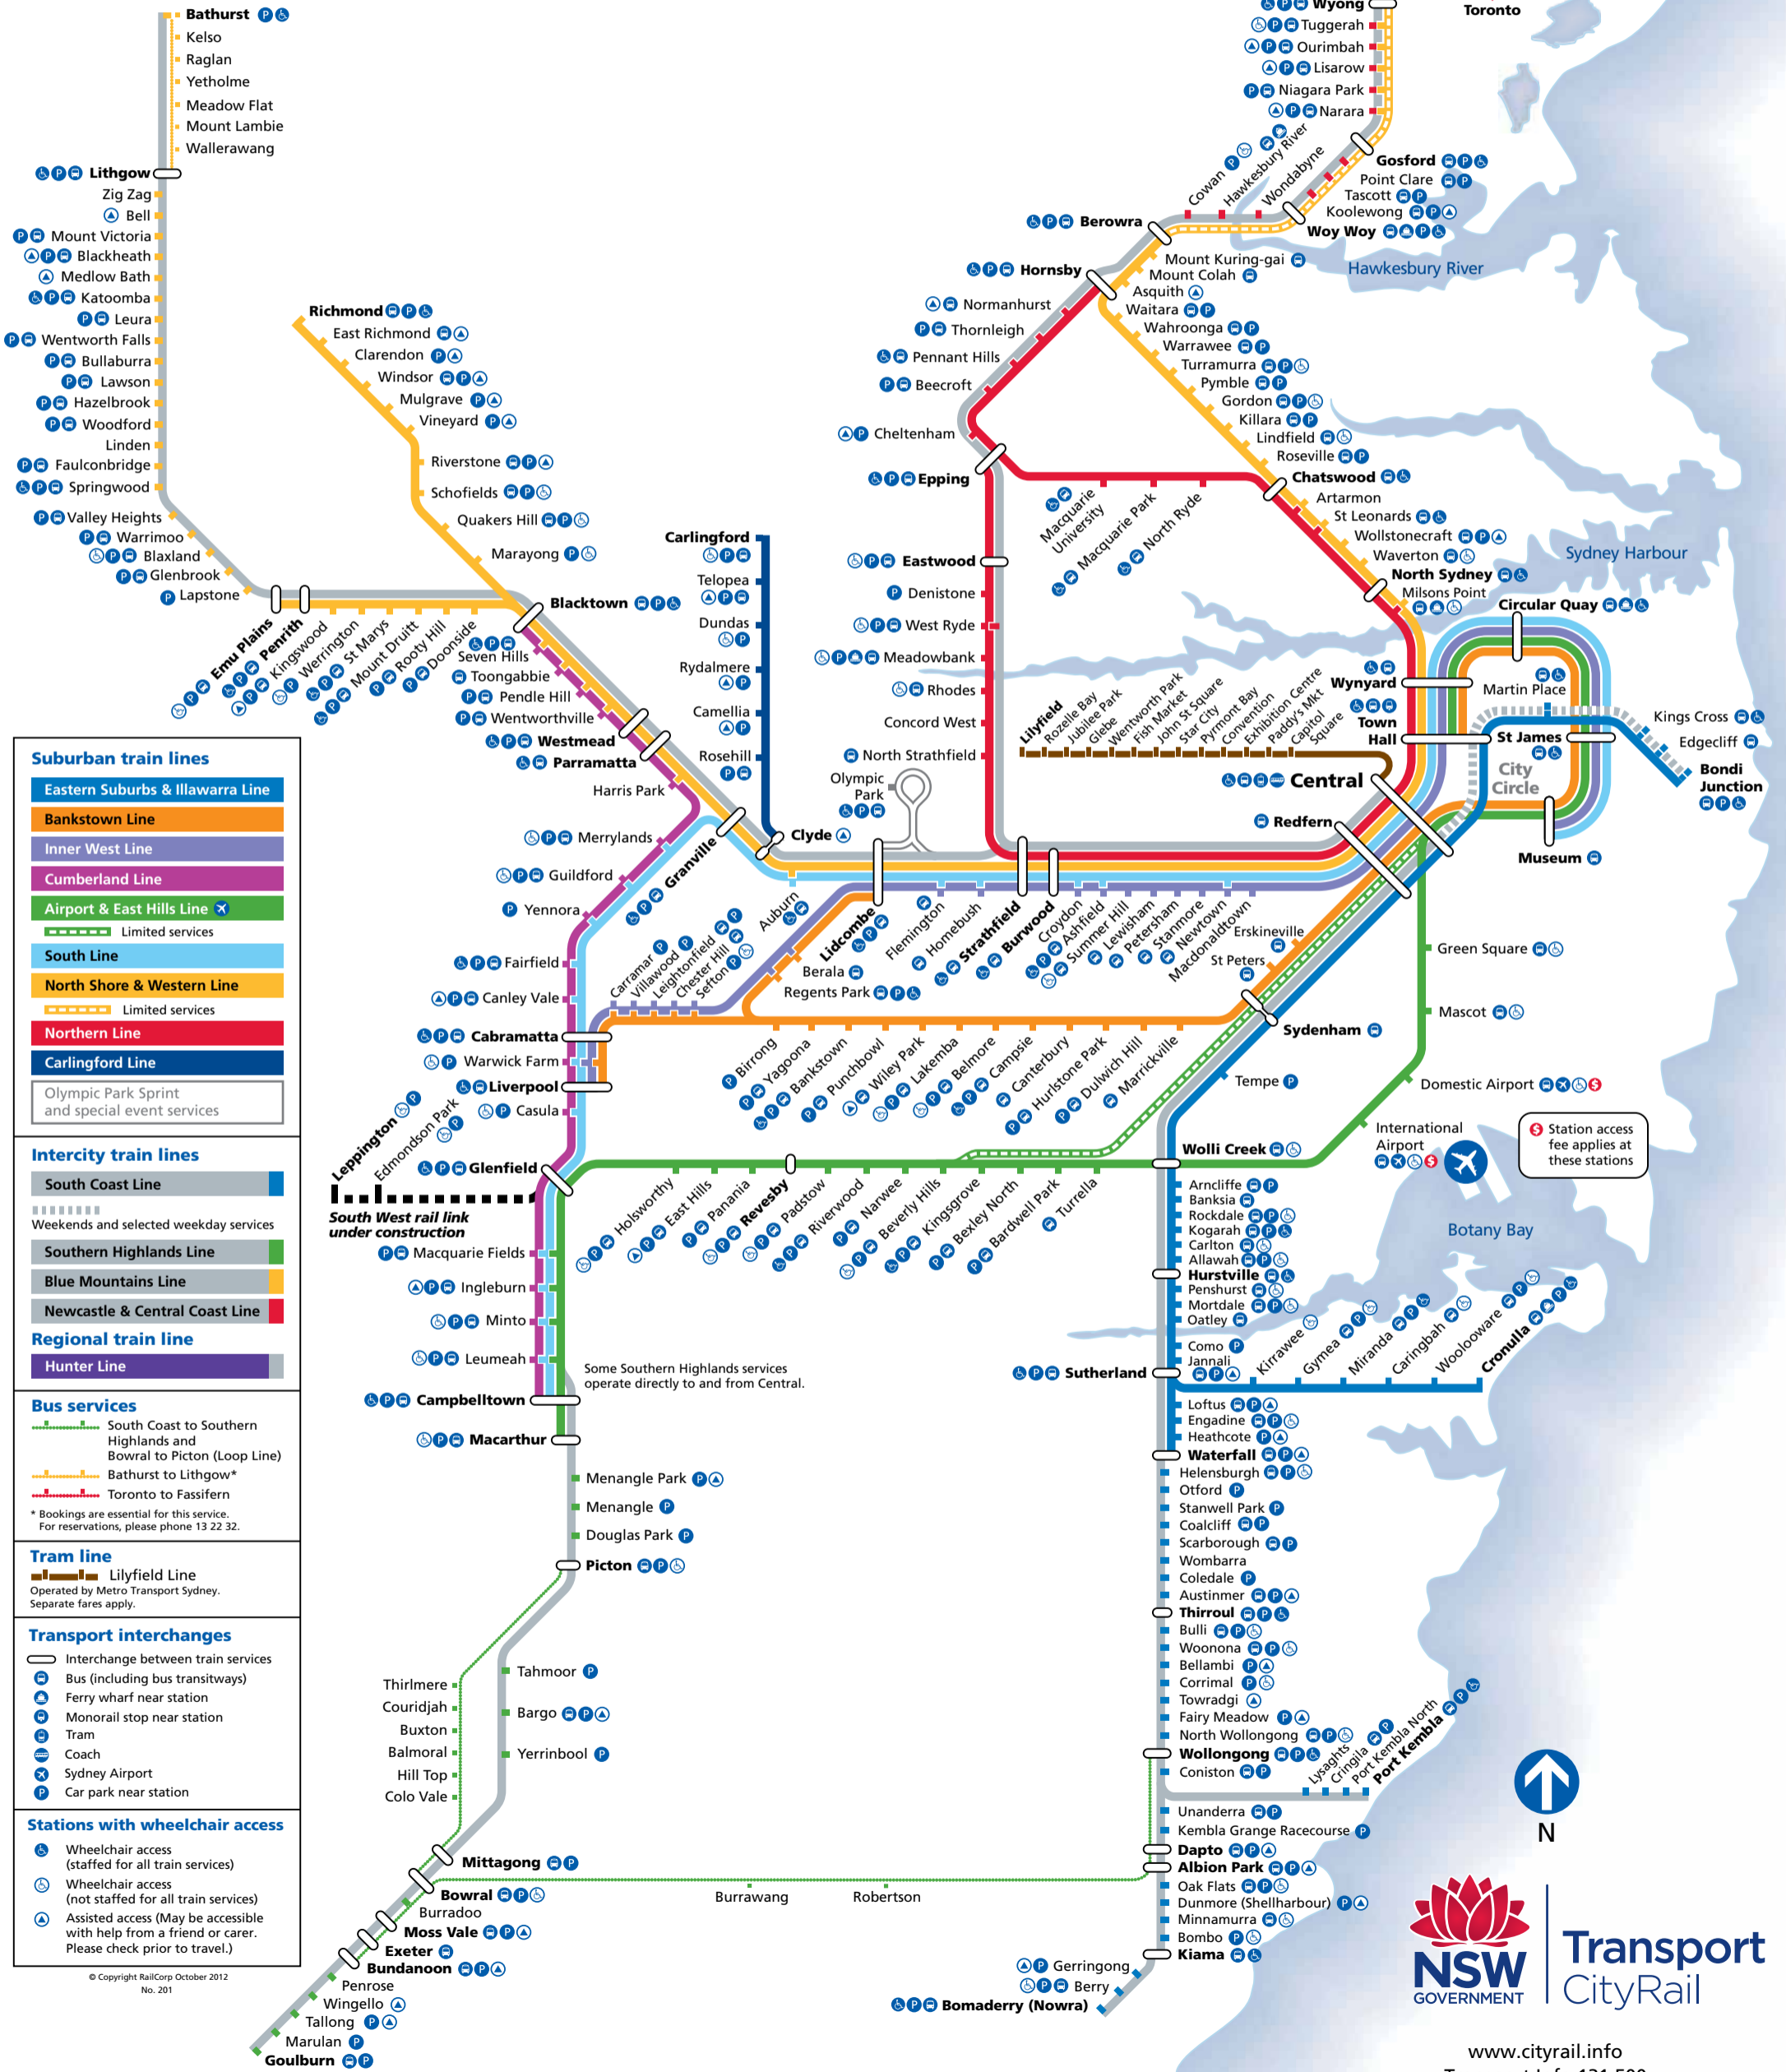 Bathurst
Kelso
Raglan
Yetholme
Meadow Flat
Mount Lambie
Wallerawang
Lithgow
Zig Zag
Bell
Mount Victoria
Blackheath
Medlow Bath
Katoomba
Leura
Wentworth Falls
Bullaburra
Lawson
Hazelbrook
Woodford
Linden
Faulconbridge
Springwood
Valley Heights
Warrimoo
Blaxland
Glenbrook
Lapstone
Emu Plains
Penrith
Kingswood
Werrington
St Marys
Mount Druitt
Rooty Hill
Doonside
Richmond
East Richmond
Clarendon
Windsor
Mulgrave
Vineyard
Riverstone
Schofields
Quakers Hill
Marayong
Blacktown
Seven Hills
Toongabbie
Pendle Hill
Wentworthville
Westmead
Parramatta
Harris Park
Merrylands
Guildford
Yennora
Fairfield
Canley Vale
Cabramatta
Warwick Farm
Liverpool
Casula
Glenfield
Leppington
Edmondson Park
South West rail link
under construction
Macquarie Fields
Ingleburn
Minto
Leumeah
Campbelltown
Macarthur
Some Southern Highlands services
operate directly to and from Central.
Menangle Park
Menangle
Douglas Park
Picton
Tahmoor
Bargo
Yerrinbool
Thirlmere
Couridjah
Buxton
Balmoral
Hill Top
Colo Vale
Mittagong
Bowral
Burradoo
Moss Vale
Exeter
Bundanoon
Penrose
Wingello
Tallong
Marulan
Goulburn
Burrawang
Robertson
Carlingford
Telopea
Dundas
Rydalmere
Camellia
Rosehill
Clyde
Granville
Auburn
Lidcombe
Olympic
Park
Berala
Regents Park
Carramar
Villawood
Leightonfield
Chester Hill
Sefton
Flemington
Homebush
Strathfield
Burwood
Croydon
Ashfield
Summer Hill
Lewisham
Petersham
Stanmore
Newtown
Macdonaldtown
Erskineville
St Peters
Sydenham
Birrong
Yagoona
Bankstown
Punchbowl
Wiley Park
Lakemba
Belmore
Campsie
Canterbury
Hurlstone Park
Dulwich Hill
Marrickville
Holsworthy
East Hills
Panania
Revesby
Padstow
Riverwood
Narwee
Beverly Hills
Kingsgrove
Bexley North
Bardwell Park
Turrella
Wyong
Tuggerah
Ourimbah
Lisarow
Niagara Park
Narara
Toronto
Gosford
Point Clare
Tascott
Koolewong
Woy Woy
Wondabyne
Hawkesbury River
Cowan
Hawkesbury River
Berowra
Mount Kuring-gai
Mount Colah
Asquith
Hornsby
Waitara
Wahroonga
Warrawee
Turramurra
Pymble
Gordon
Killara
Lindfield
Roseville
Chatswood
Artarmon
St Leonards
Wollstonecraft
Waverton
North Sydney
Milsons Point
Sydney Harbour
Normanhurst
Thornleigh
Pennant Hills
Beecroft
Cheltenham
Epping
Macquarie
University
Macquarie Park
North Ryde
Eastwood
Denistone
West Ryde
Meadowbank
Rhodes
Concord West
North Strathfield
Lilyfield
Rozelle Bay
Jubilee Park
Glebe
Wentworth Park
Fish Market
John St Square
Star City
Pyrmont Bay
Convention
Exhibition Centre
Paddy's Mkt
Capitol
Square
Central
Redfern
Wynyard
Town
Hall
Circular Quay
Martin Place
St James
City
Circle
Museum
Kings Cross
Edgecliff
Bondi
Junction
Green Square
Mascot
Domestic Airport
International
Airport
Station access
fee applies at
these stations
Wolli Creek
Tempe
Botany Bay
Arncliffe
Banksia
Rockdale
Kogarah
Carlton
Allawah
Hurstville
Penshurst
Mortdale
Oatley
Como
Jannali
Sutherland
Kirrawee
Gymea
Miranda
Caringbah
Woolooware
Cronulla
Loftus
Engadine
Heathcote
Waterfall
Helensburgh
Otford
Stanwell Park
Coalcliff
Scarborough
Wombarra
Coledale
Austinmer
Thirroul
Bulli
Woonona
Bellambi
Corrimal
Towradgi
Fairy Meadow
North Wollongong
Wollongong
Coniston
Lysaghts
Cringila
Port Kembla North
Port Kembla
Unanderra
Kembla Grange Racecourse
Dapto
Albion Park
Oak Flats
Dunmore (Shellharbour)
Minnamurra
Bombo
Kiama
Gerringong
Berry
Bomaderry (Nowra)
Suburban train lines
Eastern Suburbs & Illawarra Line
Bankstown Line
Inner West Line
Cumberland Line
Airport & East Hills Line
Limited services
South Line
North Shore & Western Line
Limited services
Northern Line
Carlingford Line
Olympic Park Sprint
and special event services
Intercity train lines
South Coast Line
Weekends and selected weekday services
Southern Highlands Line
Blue Mountains Line
Newcastle & Central Coast Line
Regional train line
Hunter Line
Bus services
South Coast to Southern
Highlands and
Bowral to Picton (Loop Line)
Bathurst to Lithgow*
Toronto to Fassifern
* Bookings are essential for this service.
For reservations, please phone 13 22 32.
Tram line
Lilyfield Line
Operated by Metro Transport Sydney.
Separate fares apply.
Transport interchanges
Interchange between train services
Bus (including bus transitways)
Ferry wharf near station
Monorail stop near station
Tram
Coach
Sydney Airport
P Car park near station
Stations with wheelchair access
Wheelchair access
(staffed for all train services)
Wheelchair access
(not staffed for all train services)
Assisted access (May be accessible
with help from a friend or carer.
Please check prior to travel.)
© Copyright RailCorp October 2012
No. 201
N
NSW
GOVERNMENT
Transport
CityRail
www.cityrail.info